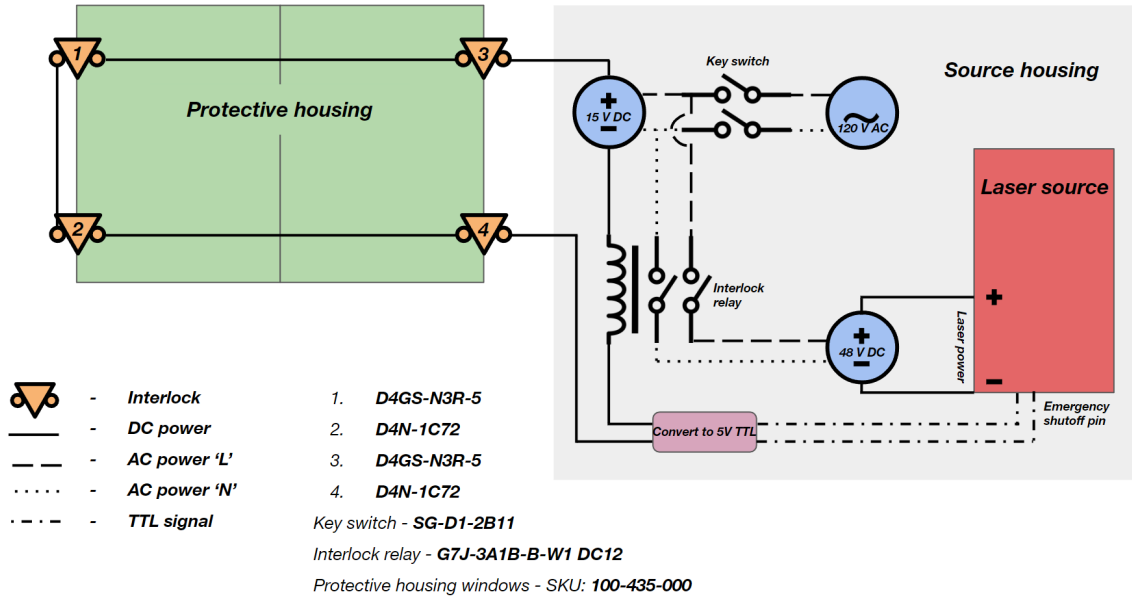 1
3
Protective housing
2
4
Key switch
Source housing
+
15 V DC
–
120 V AC
Laser source
Interlock
relay
+
48 V DC
–
+
Laser power
–
Emergency
shutoff pin
Convert to 5V TTL
- Interlock
- DC power
- AC power ‘L’
- AC power ‘N’
- TTL signal
1. D4GS-N3R-5
2. D4N-1C72
3. D4GS-N3R-5
4. D4N-1C72
Key switch - SG-D1-2B11
Interlock relay - G7J-3A1B-B-W1 DC12
Protective housing windows - SKU: 100-435-000